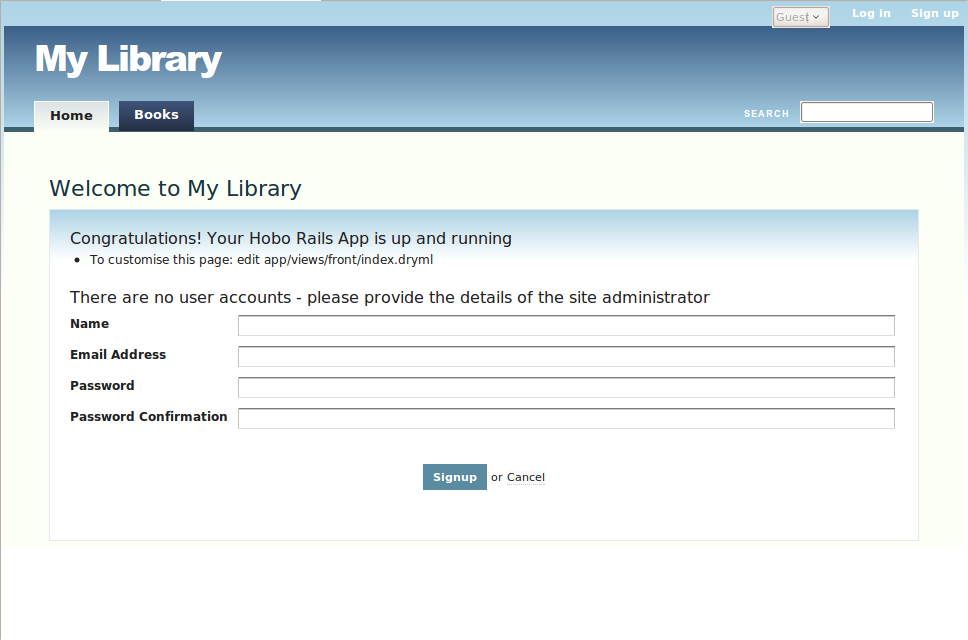 Guest Log in Sign up
My Library
Home Books SEARCH
Welcome to My Library
Congratulations! Your Hobo Rails App is up and running
• To customise this page: edit app/views/front/index.dryml
There are no user accounts - please provide the details of the site administrator
Name
Email Address
Password
Password Confirmation
Signup or Cancel